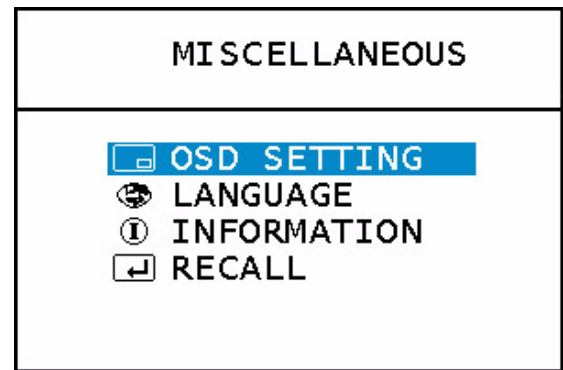 MISCELLANEOUS
OSD SETTING
LANGUAGE
INFORMATION
RECALL